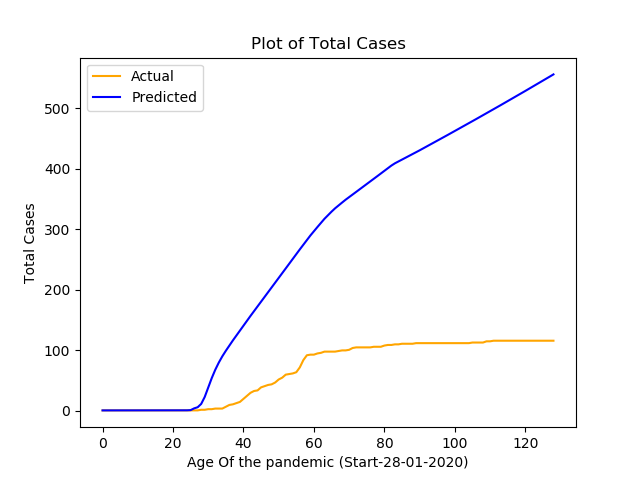 Plot of Total Cases
Actual
Predicted
Total Cases
500
400
300
200
100
0
0 20 40 60 80 100 120
Age Of the pandemic (Start-28-01-2020)